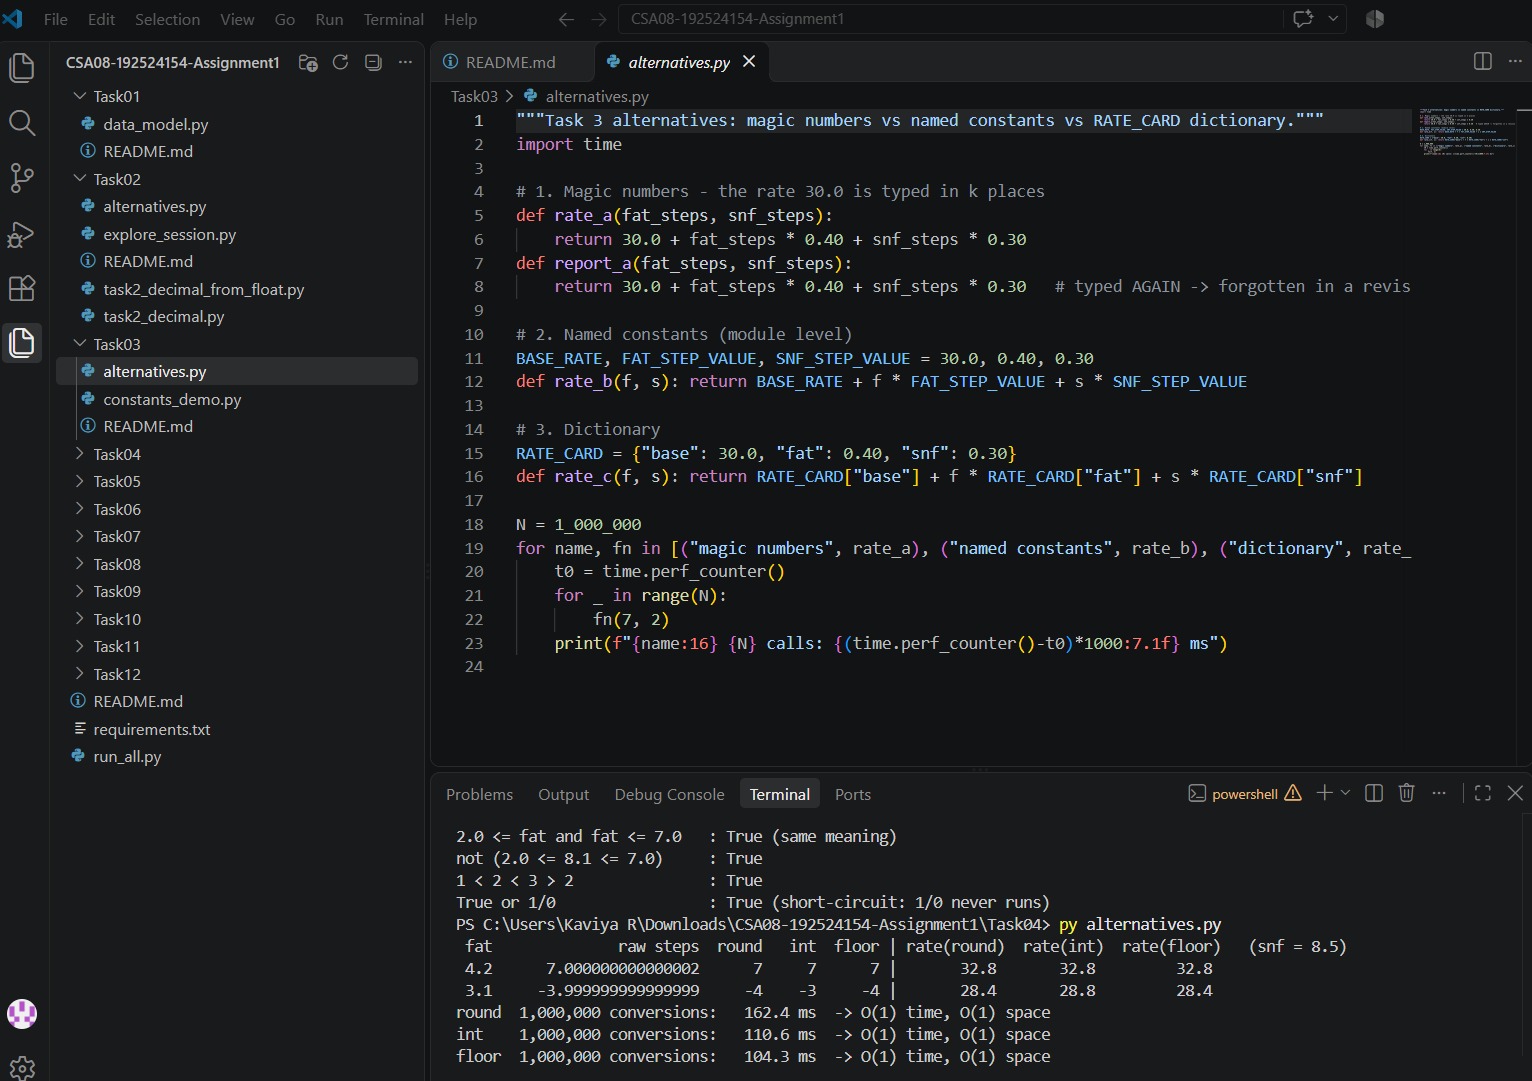 File Edit Selection View Go Run Terminal Help CSA08-192524154-Assignment1
CSA08-192524154-Assignment1
Task01
data_model.py
README.md
Task02
alternatives.py
explore_session.py
README.md
task2_decimal_from_float.py
task2_decimal.py
Task03
alternatives.py
constants_demo.py
README.md
Task04
Task05
Task06
Task07
Task08
Task09
Task10
Task11
Task12
README.md
requirements.txt
run_all.py
README.md alternatives.py
Task03 > alternatives.py
1 """Task 3 alternatives: magic numbers vs named constants vs RATE_CARD dictionary."""
2 import time
3
4 # 1. Magic numbers - the rate 30.0 is typed in k places
5 def rate_a(fat_steps, snf_steps):
6     return 30.0 + fat_steps * 0.40 + snf_steps * 0.30
7 def report_a(fat_steps, snf_steps):
8     return 30.0 + fat_steps * 0.40 + snf_steps * 0.30   # typed AGAIN -> forgotten in a revis
9
10 # 2. Named constants (module level)
11 BASE_RATE, FAT_STEP_VALUE, SNF_STEP_VALUE = 30.0, 0.40, 0.30
12 def rate_b(f, s): return BASE_RATE + f * FAT_STEP_VALUE + s * SNF_STEP_VALUE
13
14 # 3. Dictionary
15 RATE_CARD = {"base": 30.0, "fat": 0.40, "snf": 0.30}
16 def rate_c(f, s): return RATE_CARD["base"] + f * RATE_CARD["fat"] + s * RATE_CARD["snf"]
17
18 N = 1_000_000
19 for name, fn in [("magic numbers", rate_a), ("named constants", rate_b), ("dictionary", rate_
20     t0 = time.perf_counter()
21     for _ in range(N):
22         fn(7, 2)
23     print(f"{name:16} {N} calls: {(time.perf_counter()-t0)*1000:7.1f} ms")
24
Problems Output Debug Console Terminal Ports powershell
2.0 <= fat and fat <= 7.0   : True (same meaning)
not (2.0 <= 8.1 <= 7.0)     : True
1 < 2 < 3 > 2               : True
True or 1/0                 : True (short-circuit: 1/0 never runs)
PS C:\Users\Kaviya R\Downloads\CSA08-192524154-Assignment1\Task04> py alternatives.py
fat             raw steps  round   int  floor | rate(round)  rate(int)  rate(floor)   (snf = 8.5)
4.2     7.000000000000002      7     7      7 |        32.8       32.8         32.8
3.1    -3.999999999999999     -4    -3     -4 |        28.4       28.8         28.4
round  1,000,000 conversions:   162.4 ms  -> O(1) time, O(1) space
int    1,000,000 conversions:   110.6 ms  -> O(1) time, O(1) space
floor  1,000,000 conversions:   104.3 ms  -> O(1) time, O(1) space